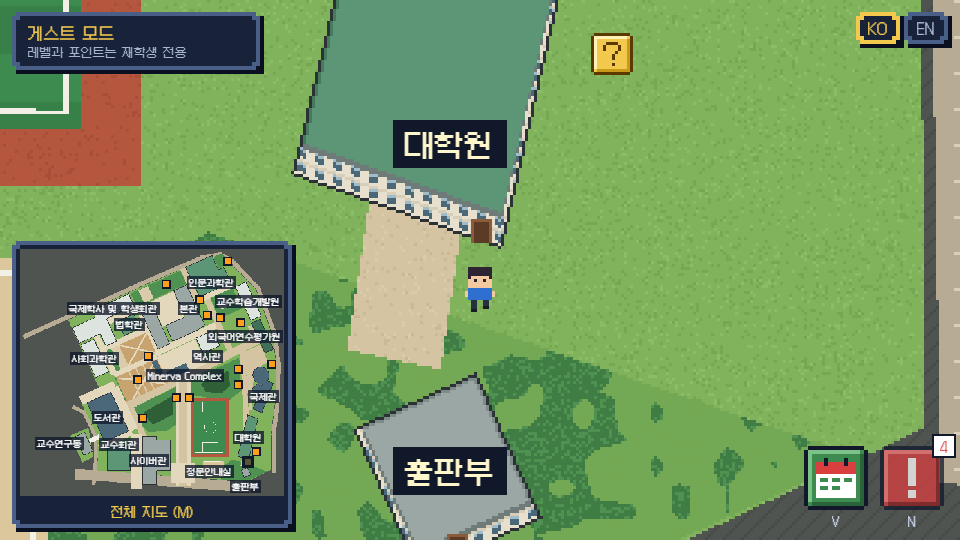 게스트 모드
레벨과 포인트는 재학생 전용
KO
EN
?
대학원
인문과학관
국제학사 및 학생회관
본관
교수학습개발원
법학관
외국어연수평가원
사회과학관
역사관
Minerva Complex
국제관
도서관
대학원
교수연구동
교수회관
사이버관
정문안내실
출판부
전체 지도 (M)
출판부
4
!
V
N